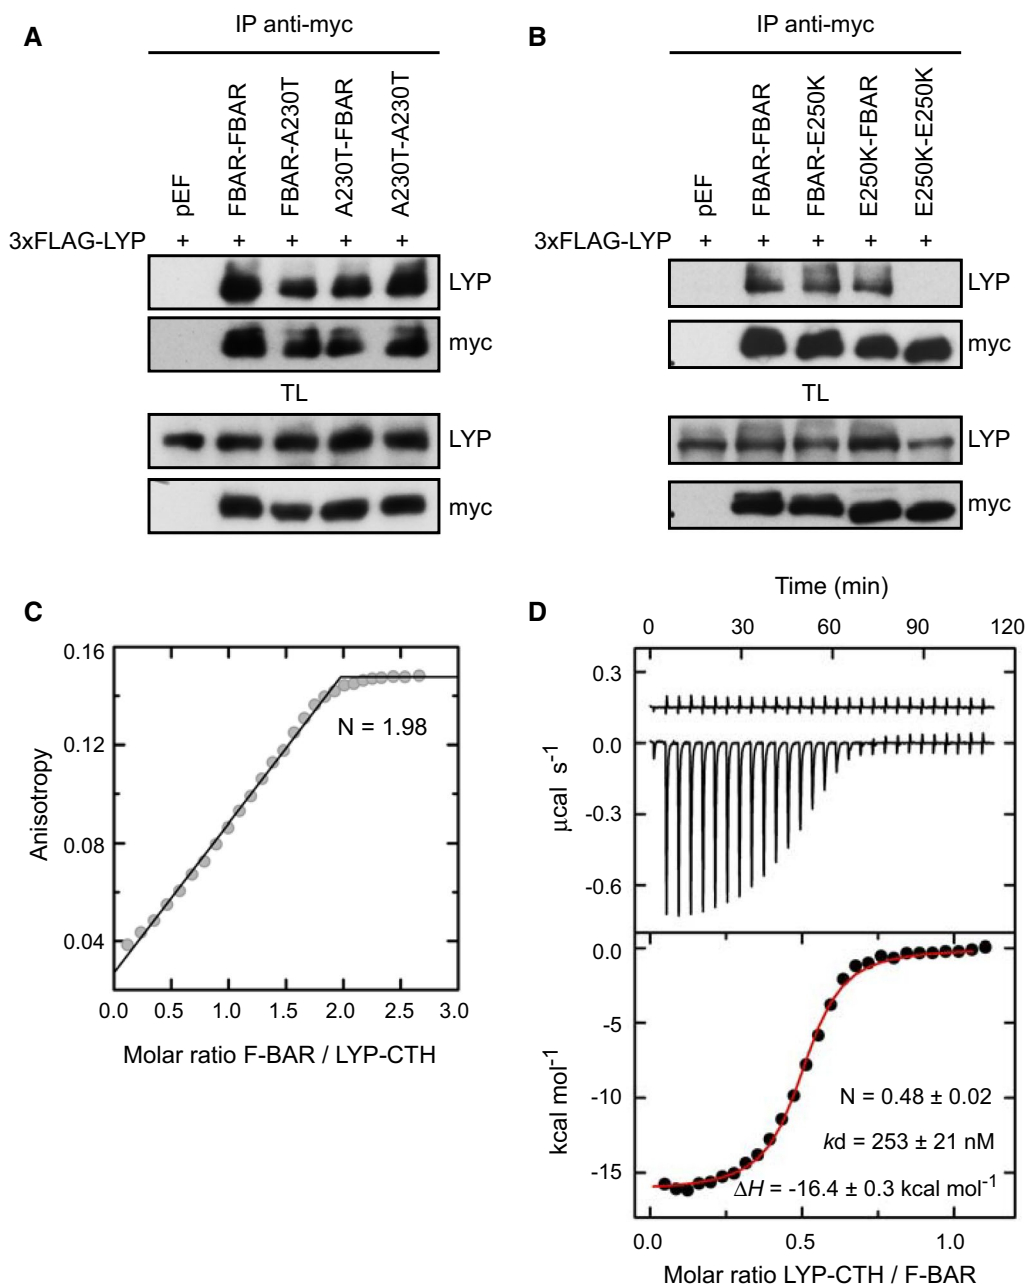 A
IP anti-myc
pEF
FBAR-FBAR
FBAR-A230T
A230T-FBAR
A230T-A230T
3xFLAG-LYP + + + + +
LYP
myc
TL
LYP
myc
B
IP anti-myc
pEF
FBAR-FBAR
FBAR-E250K
E250K-FBAR
E250K-E250K
3xFLAG-LYP + + + + +
LYP
myc
TL
LYP
myc
C
0.16
0.12
0.08
0.04
Anisotropy
N = 1.98
0.0 0.5 1.0 1.5 2.0 2.5 3.0
Molar ratio F-BAR / LYP-CTH
D
Time (min)
0 30 60 90 120
0.3
0.0
-0.3
-0.6
µcal s⁻¹
0.0
-5
-10
-15
kcal mol⁻¹
N = 0.48 ± 0.02
kd = 253 ± 21 nM
ΔH = -16.4 ± 0.3 kcal mol⁻¹
0.0 0.5 1.0
Molar ratio LYP-CTH / F-BAR